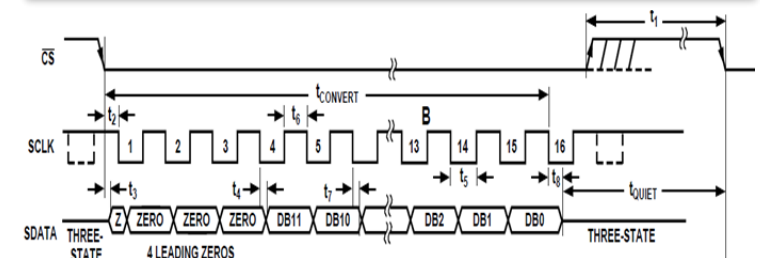 t1
CS
tCONVERT
B
t2
t6
SCLK
1 2 3 4 5 13 14 15 16
t3
t4
t7
t5
t8
tQUIET
SDATA
THREE-
STATE
Z ZERO ZERO ZERO DB11 DB10 DB2 DB1 DB0
THREE-STATE
4 LEADING ZEROS